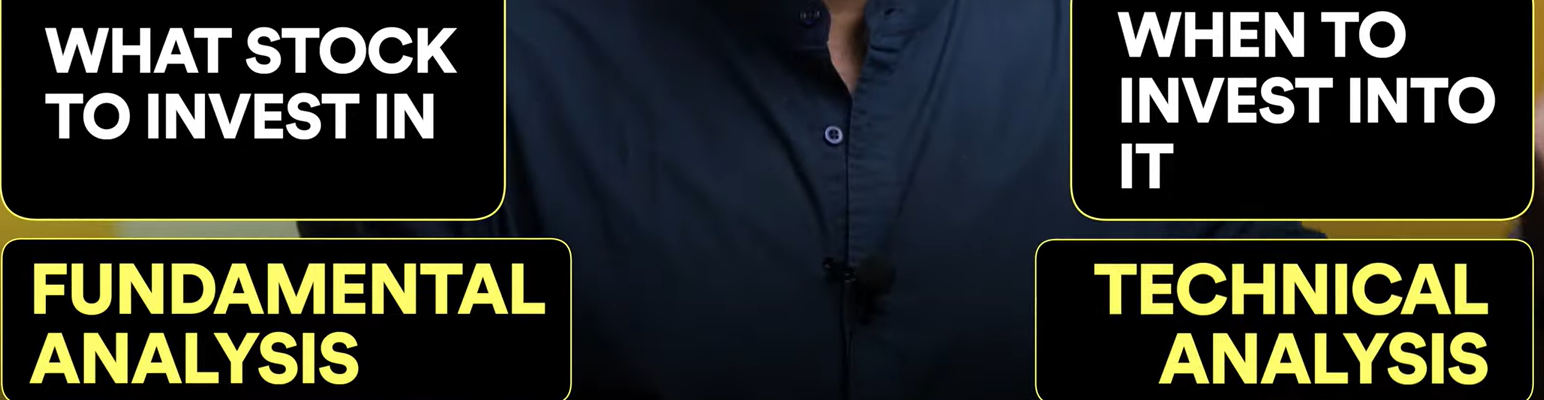 WHAT STOCK
TO INVEST IN
WHEN TO
INVEST INTO
IT
FUNDAMENTAL
ANALYSIS
TECHNICAL
ANALYSIS